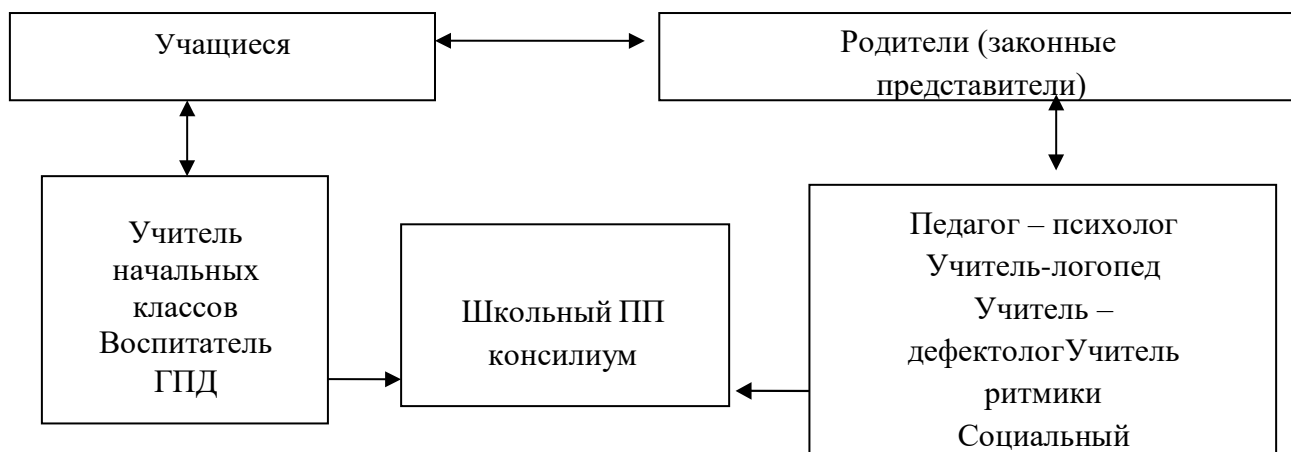 Учащиеся
Родители (законные
представители)
Учитель
начальных
классов
Воспитатель
ГПД
Школьный ПП
консилиум
Педагог – психолог
Учитель-логопед
Учитель –
дефектологУчитель
ритмики
Социальный